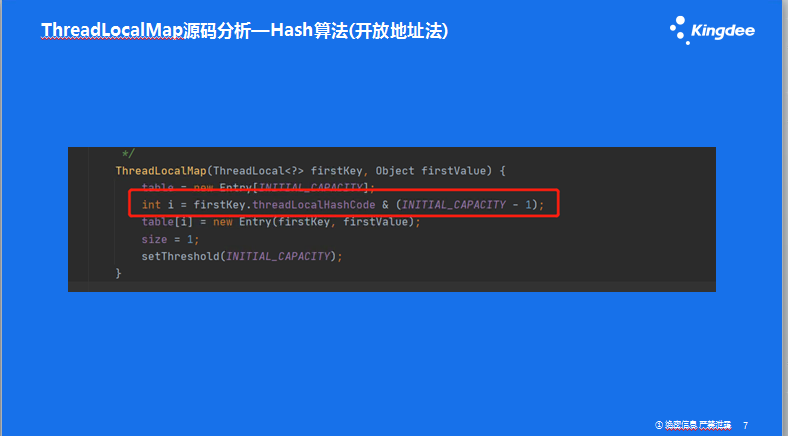 ThreadLocalMap源码分析—Hash算法(开放地址法)
Kingdee
*/
ThreadLocalMap(ThreadLocal<?> firstKey, Object firstValue) {
table = new Entry[INITIAL_CAPACITY];
int i = firstKey.threadLocalHashCode & (INITIAL_CAPACITY - 1);
table[i] = new Entry(firstKey, firstValue);
size = 1;
setThreshold(INITIAL_CAPACITY);
}
7